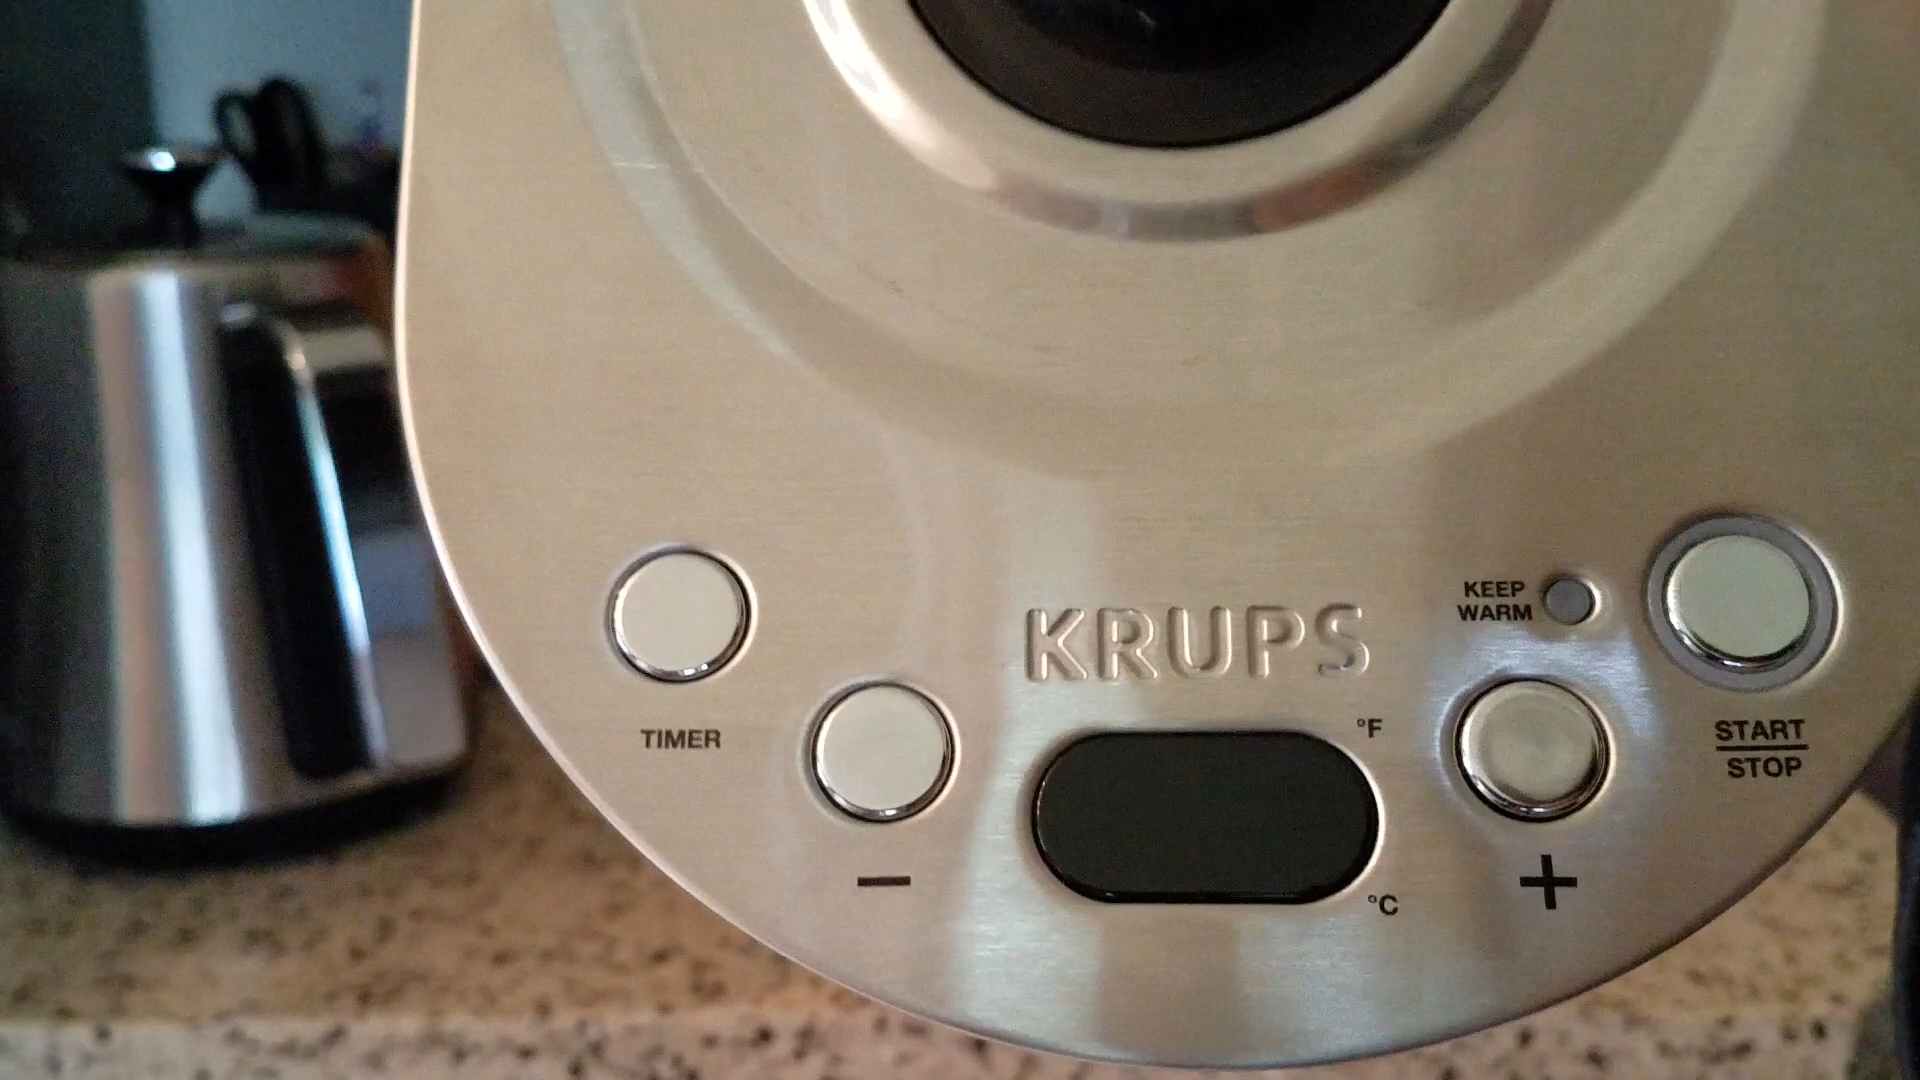 KRUPS
KEEP
WARM
TIMER
°F
START
STOP
−
+
°C